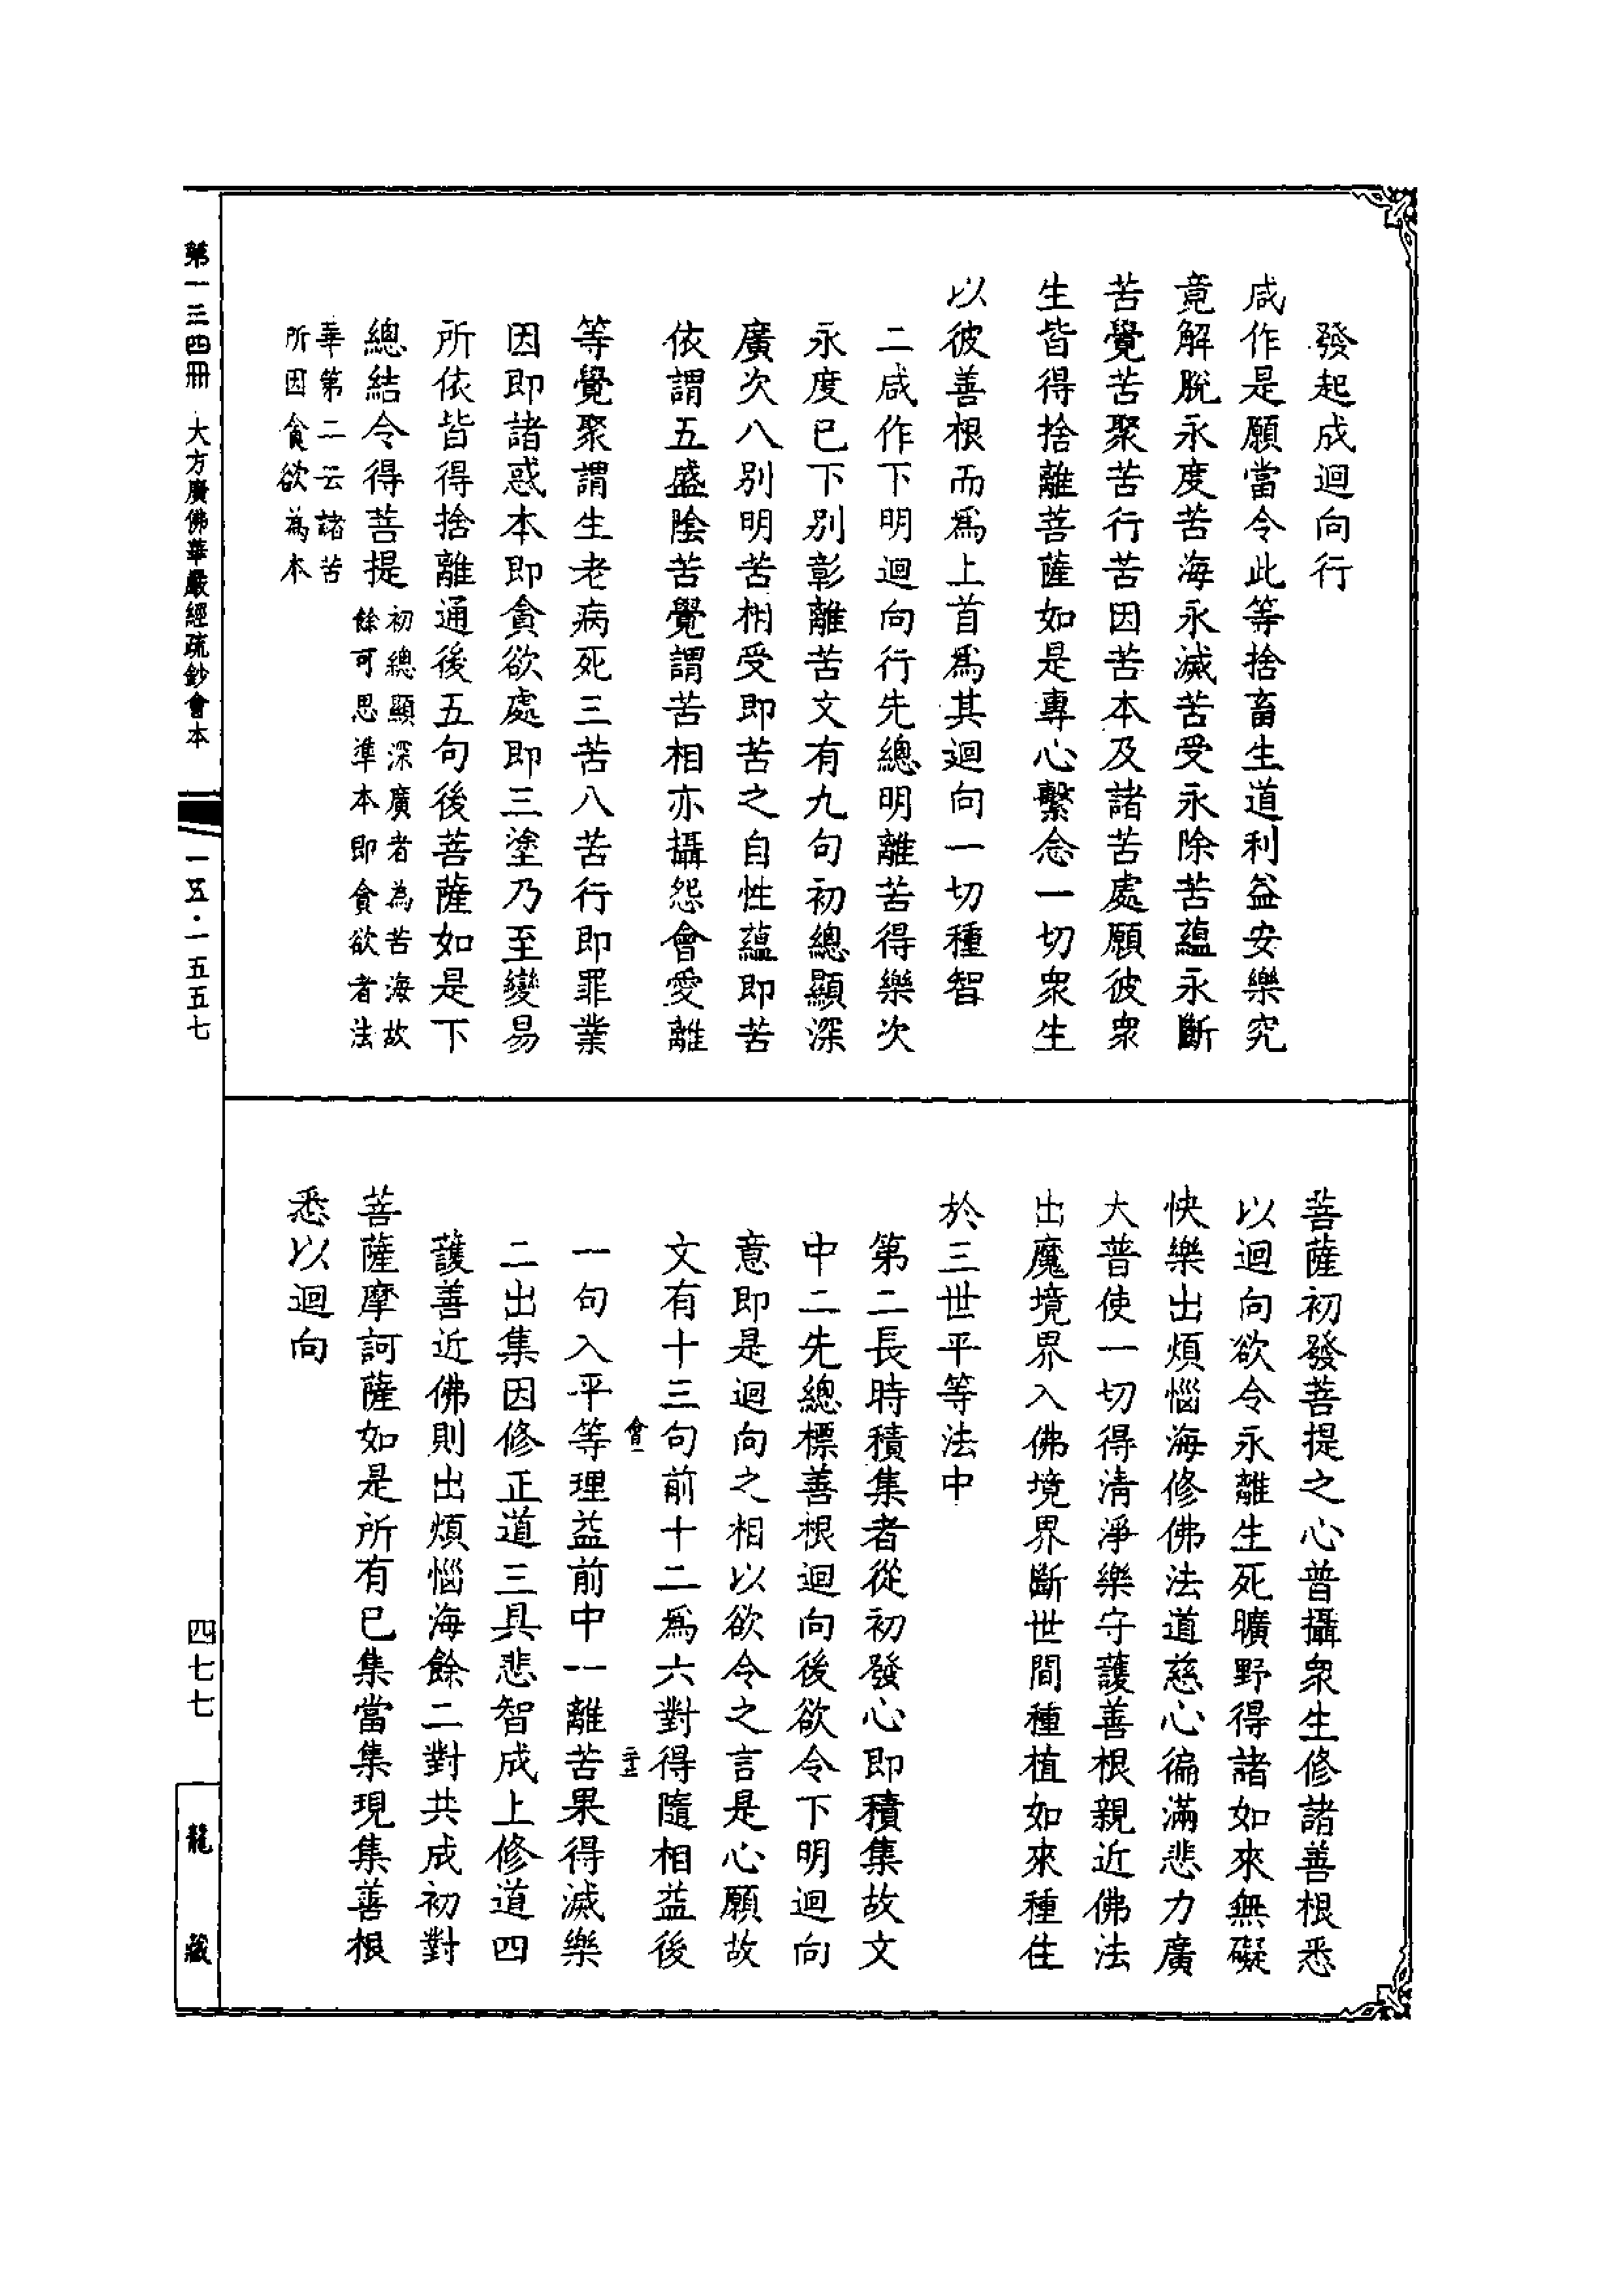 發起成迴向行
咸作是願當令此等捨畜生道利益安樂究
竟解脫永度苦海永滅苦受永除苦蘊永斷
苦覺苦聚苦行苦因苦本及諸苦處願彼衆
生皆得捨離菩薩如是專心繫念一切衆生
以彼善根而爲上首爲其迴向一切種智
二咸作下明迴向行先總明離苦得樂次
永度已下別彰離苦文有九句初總顯深
廣次八別明苦相受即苦之自性蘊即苦
依謂五盛陰苦覺謂苦相亦攝怨會愛離
等覺聚謂生老病死三苦八苦行即罪業
因即諸惑本即貪欲處即三塗乃至變易
所依皆得捨離通後五句後菩薩如是下
總結令得菩提
初總顯深廣者為苦海故
餘可思準本即貪欲者法
華第二云諸苦
所因貪欲為本
菩薩初發菩提之心普攝衆生修諸善根悉
以迴向欲令永離生死曠野得諸如來無礙
快樂出煩惱海修佛法道慈心徧滿悲力廣
大普使一切得清淨樂守護善根親近佛法
出魔境界入佛境界斷世間種植如來種住
於三世平等法中
第二長時積集者從初發心即積集故文
中二先總標善根迴向後欲令下明迴向
意即是迴向之相以欲令之言是心願故
文有十三句前十二爲六對得隨相益後
會一
一句入平等理益前中一離苦果得滅樂
二出集因修正道三具悲智成上修道四
護善近佛則出煩惱海餘二對共成初對
菩薩摩訶薩如是所有已集當集現集善根
悉以迴向
第一三四冊 大方廣佛華嚴經疏鈔會本
一五·一五五七
四七七
龍藏